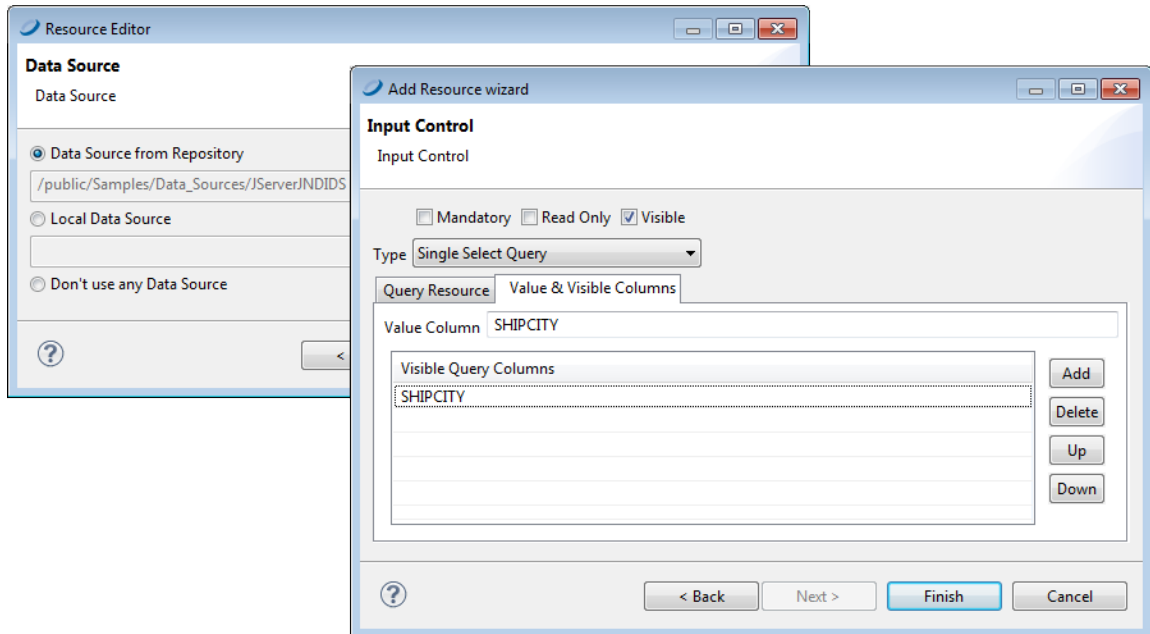 Resource Editor
Data Source
Data Source
Data Source from Repository
/public/Samples/Data_Sources/JServerJNDIDS
Local Data Source
Don't use any Data Source
?
<
Add Resource wizard
Input Control
Input Control
Mandatory Read Only Visible
Type Single Select Query
Query Resource Value & Visible Columns
Value Column SHIPCITY
Visible Query Columns
SHIPCITY
Add
Delete
Up
Down
?
< Back Next > Finish Cancel